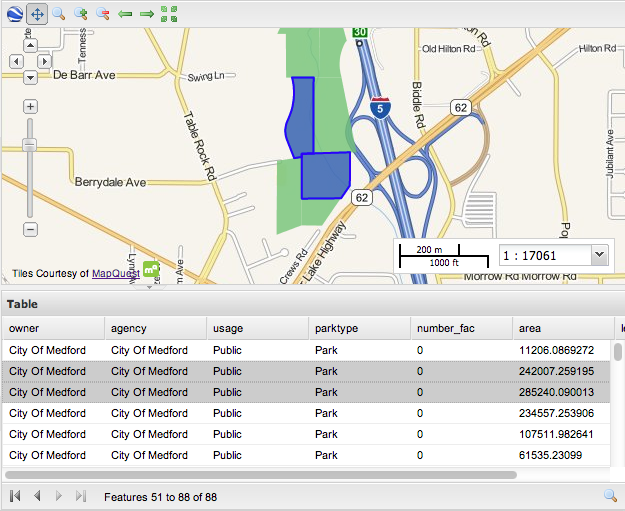 30
Old Hilton Rd
Hilton Rd
Tenness
De Barr Ave
Swing Ln
Biddle Rd
5
62
Table Rock Rd
Jubilant Ave
Berrydale Ave
62
Crews Rd
Lake Highway
200 m
1000 ft
1 : 17061
Tiles Courtesy of MapQuest
Morrow Rd Morrow Rd
Table
owner agency usage parktype number_fac area
City Of Medford City Of Medford Public Park 0 11206.0869272
City Of Medford City Of Medford Public Park 0 242007.259195
City Of Medford City Of Medford Public Park 0 285240.090013
City Of Medford City Of Medford Public Park 0 234557.253906
City Of Medford City Of Medford Public Park 0 107511.982641
City Of Medford City Of Medford Public Park 0 61535.23099
Features 51 to 88 of 88